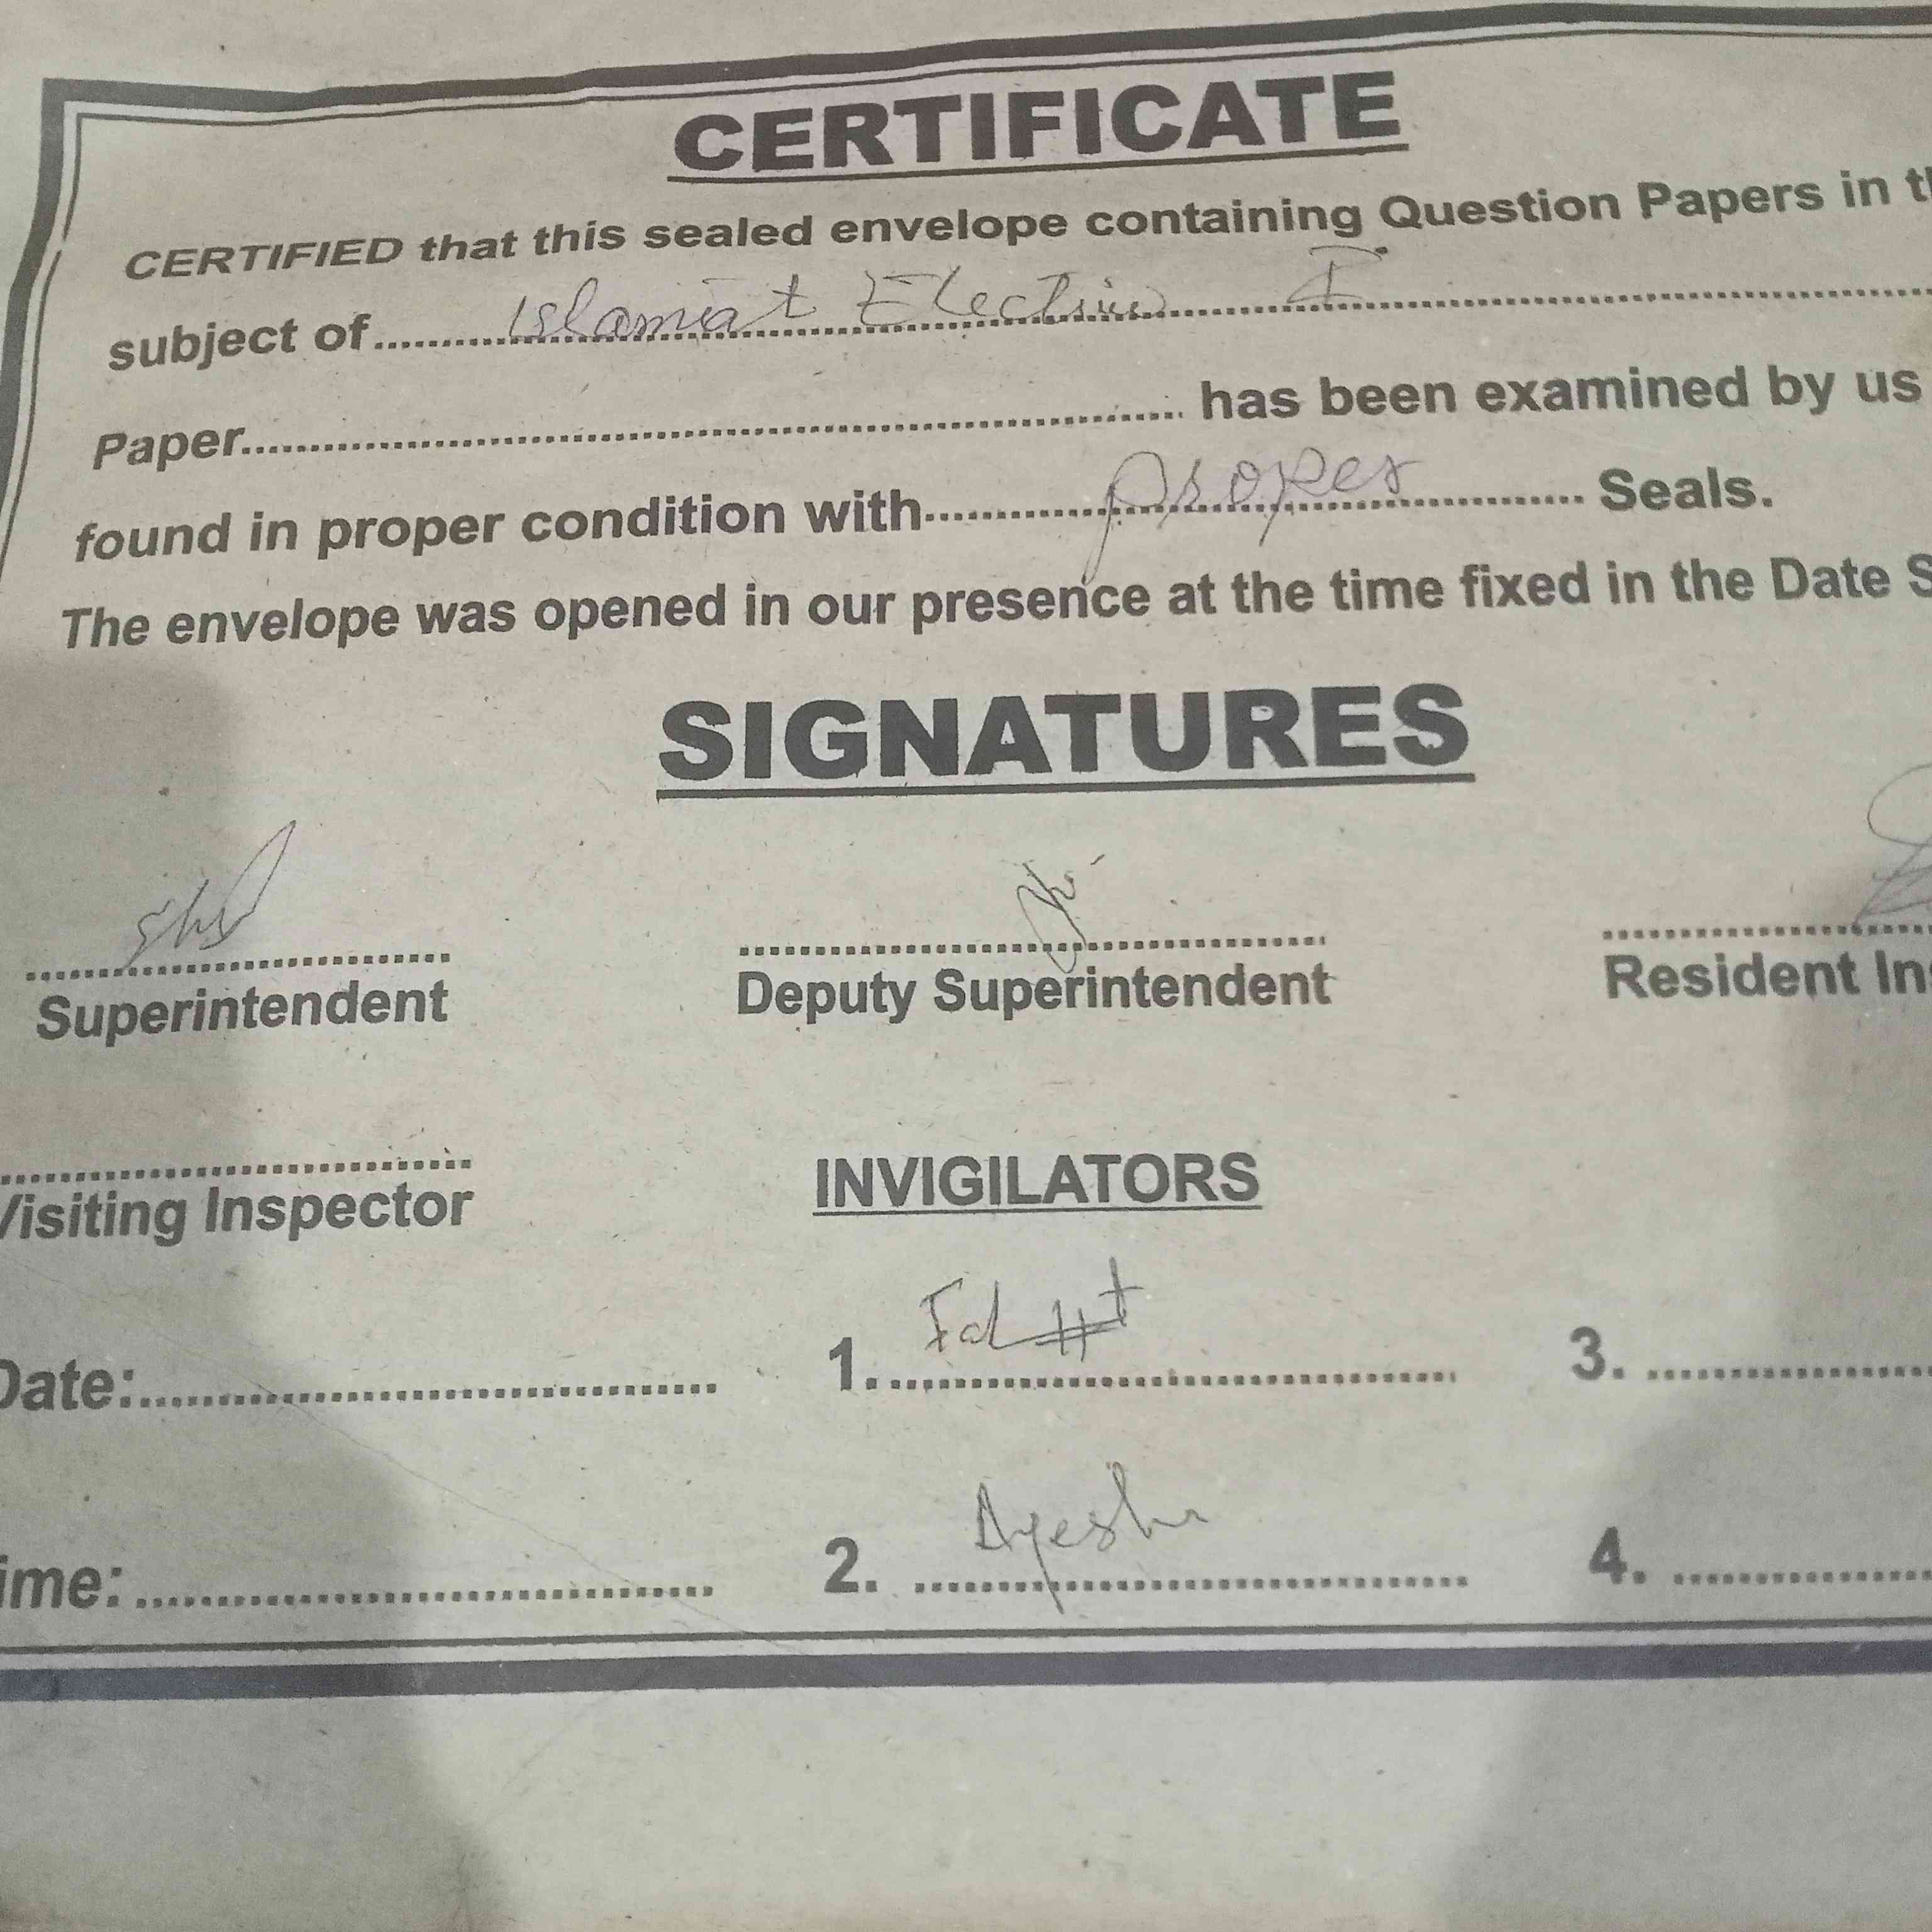 CERTIFICATE
CERTIFIED that this sealed envelope containing Question Papers in th
subject of Islamiat Elective I
Paper has been examined by us
found in proper condition with proper Seals.
The envelope was opened in our presence at the time fixed in the Date S
SIGNATURES
Superintendent Deputy Superintendent Resident Ins
Visiting Inspector INVIGILATORS
Date: 1. 3.
ime: 2. Ayesha 4.